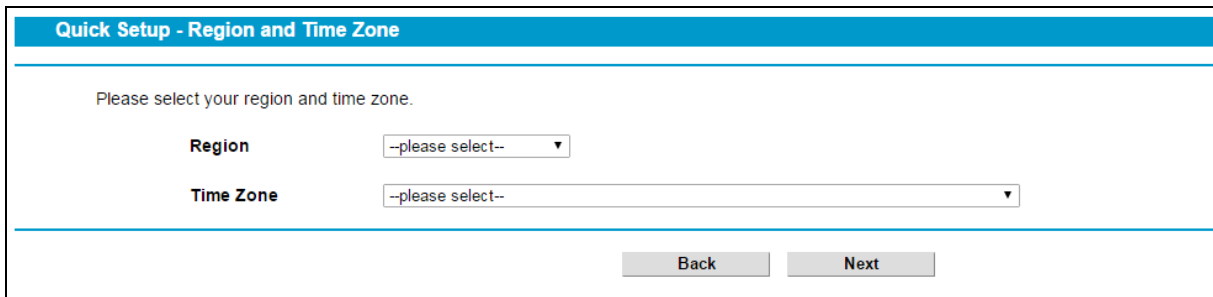 Quick Setup - Region and Time Zone
Please select your region and time zone.
Region --please select--
Time Zone --please select--
Back Next